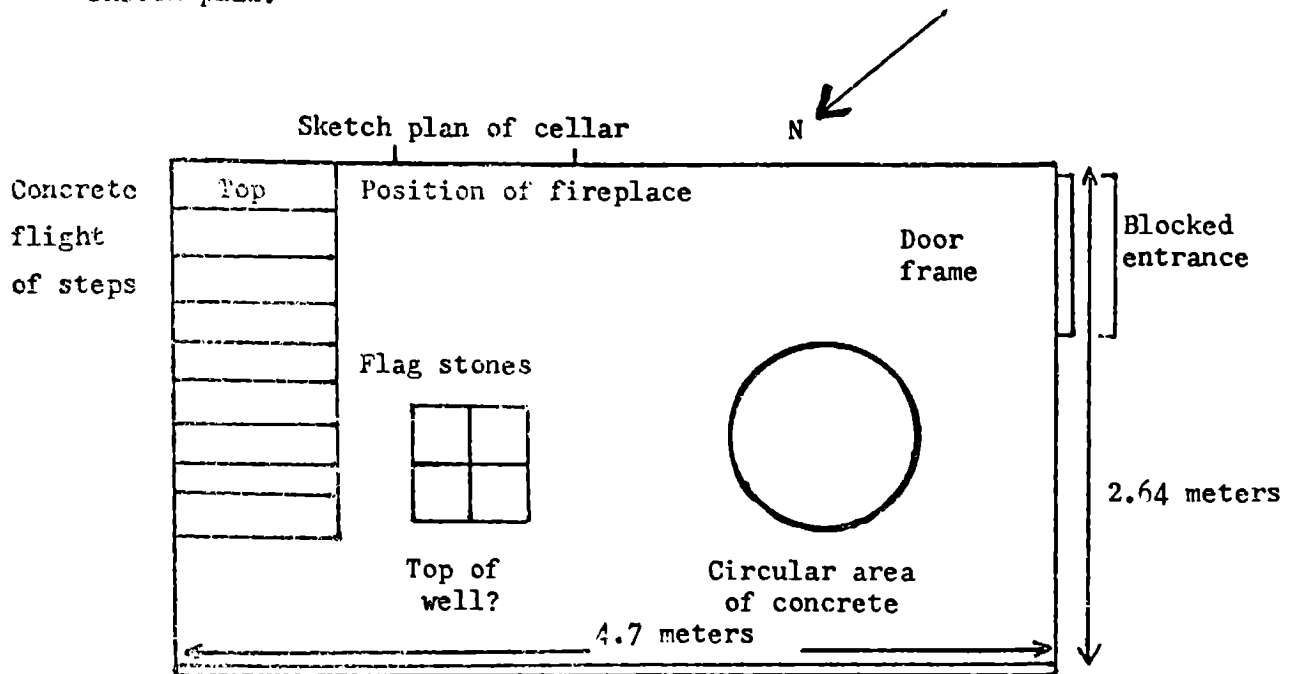 plan.
N
Sketch plan of cellar
Concrete
flight
of steps
Top
Position of fireplace
Door
frame
Blocked
entrance
Flag stones
2.64 meters
Top of
well?
Circular area
of concrete
4.7 meters